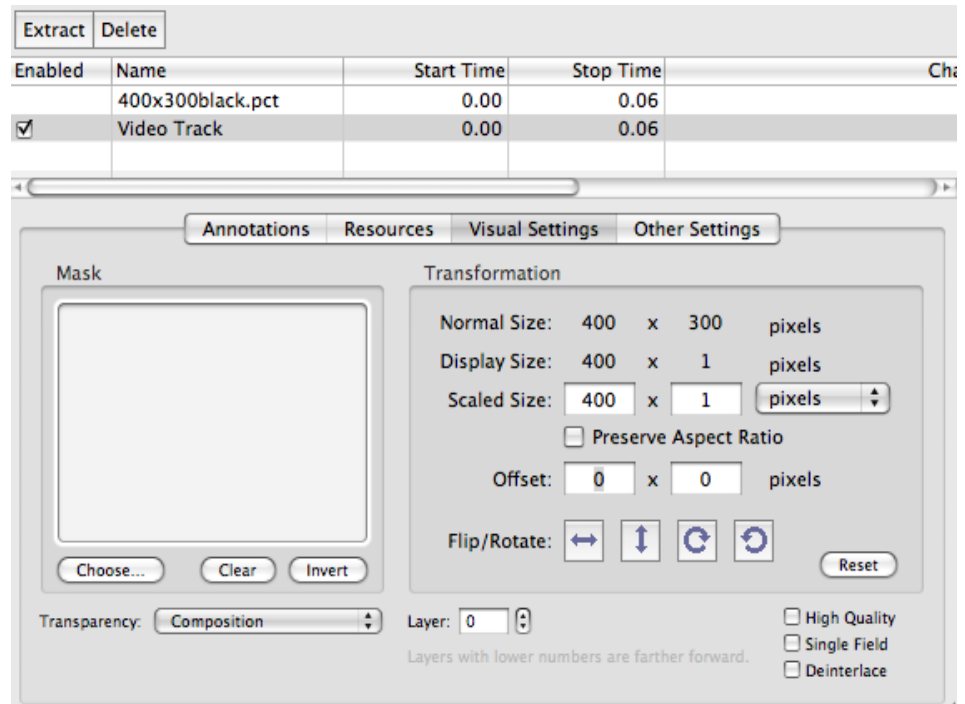 Extract Delete
Enabled Name Start Time Stop Time Cha
400x300black.pct 0.00 0.06
Video Track 0.00 0.06
Annotations Resources Visual Settings Other Settings
Mask
Choose... Clear Invert
Transformation
Normal Size: 400 x 300 pixels
Display Size: 400 x 1 pixels
Scaled Size: 400 x 1 pixels
Preserve Aspect Ratio
Offset: 0 x 0 pixels
Flip/Rotate:
Reset
Transparency: Composition
Layer: 0
Layers with lower numbers are farther forward.
High Quality
Single Field
Deinterlace